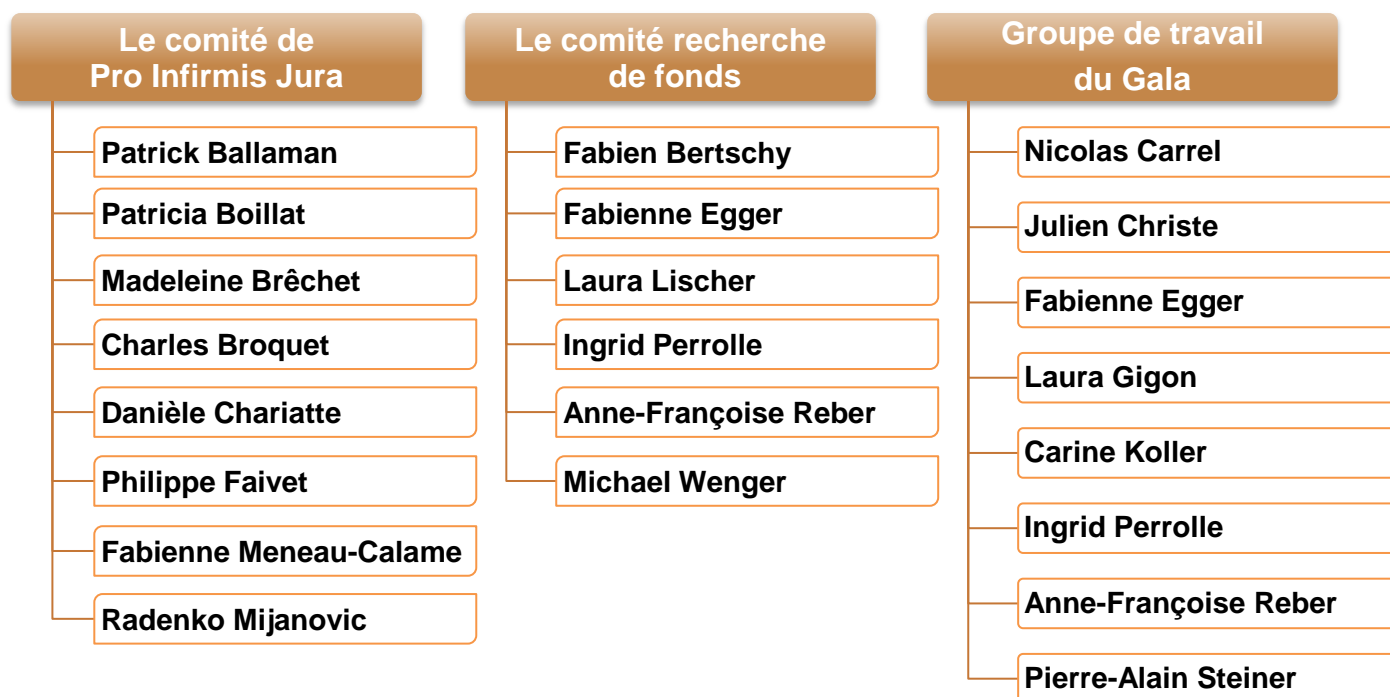 Le comité de
Pro Infirmis Jura
Patrick Ballaman
Patricia Boillat
Madeleine Brêchet
Charles Broquet
Danièle Chariatte
Philippe Faivet
Fabienne Meneau-Calame
Radenko Mijanovic
Le comité recherche
de fonds
Fabien Bertschy
Fabienne Egger
Laura Lischer
Ingrid Perrolle
Anne-Françoise Reber
Michael Wenger
Groupe de travail
du Gala
Nicolas Carrel
Julien Christe
Fabienne Egger
Laura Gigon
Carine Koller
Ingrid Perrolle
Anne-Françoise Reber
Pierre-Alain Steiner